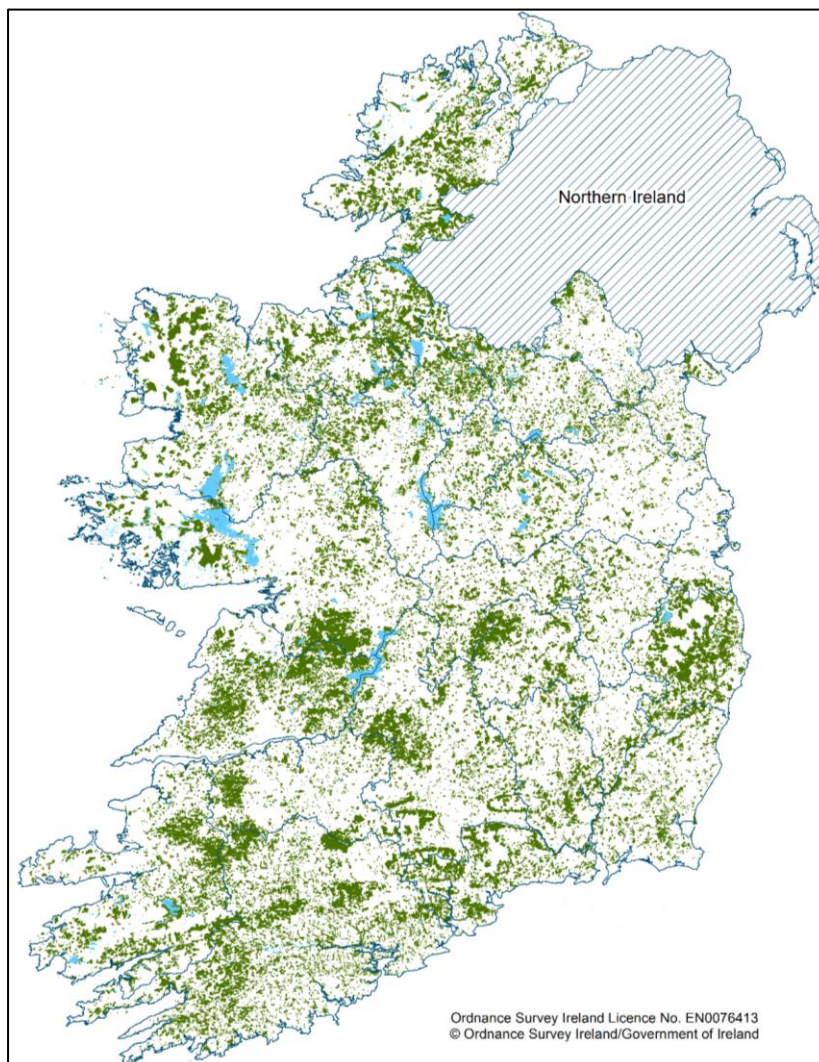 Northern Ireland
Ordnance Survey Ireland Licence No. EN0076413
© Ordnance Survey Ireland/Government of Ireland